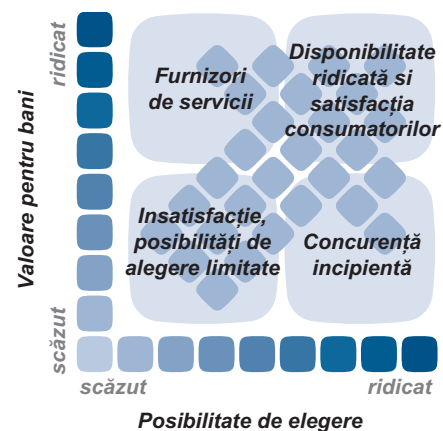 ridicat
Valoare pentru bani
scăzut
Furnizori
de servicii
Disponibilitate
ridicată si
satisfacția
consumatorilor
Insatisfacție,
posibilități de
alegere limitate
Concurență
incipientă
scăzut
ridicat
Posibilitate de elegere